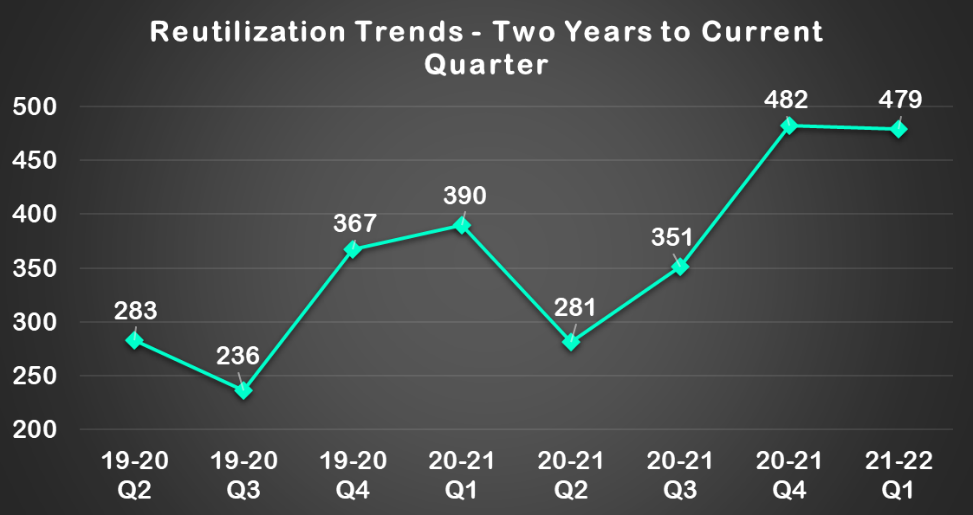 Reutilization Trends - Two Years to Current
Quarter
500
450
400
350
300
250
200
283
236
367
390
281
351
482
479
19-20
Q2
19-20
Q3
19-20
Q4
20-21
Q1
20-21
Q2
20-21
Q3
20-21
Q4
21-22
Q1